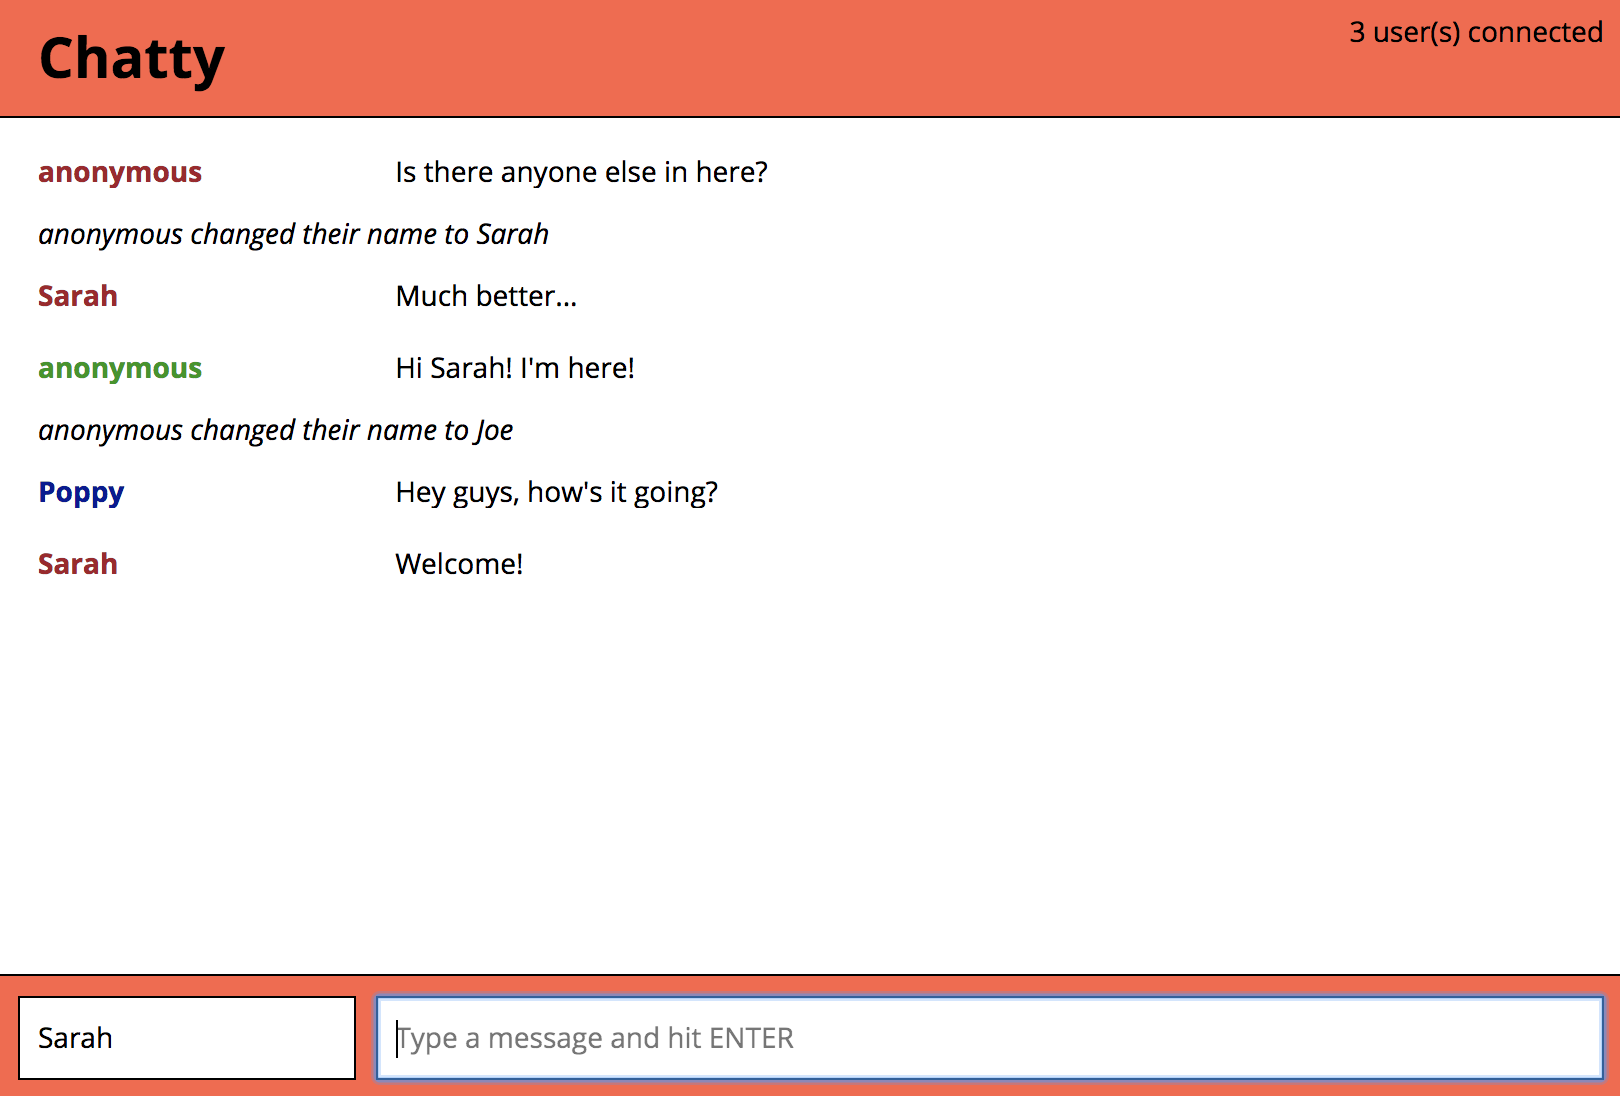 Chatty
3 user(s) connected
anonymous Is there anyone else in here?
anonymous changed their name to Sarah
Sarah Much better...
anonymous Hi Sarah! I'm here!
anonymous changed their name to Joe
Poppy Hey guys, how's it going?
Sarah Welcome!
Sarah Type a message and hit ENTER